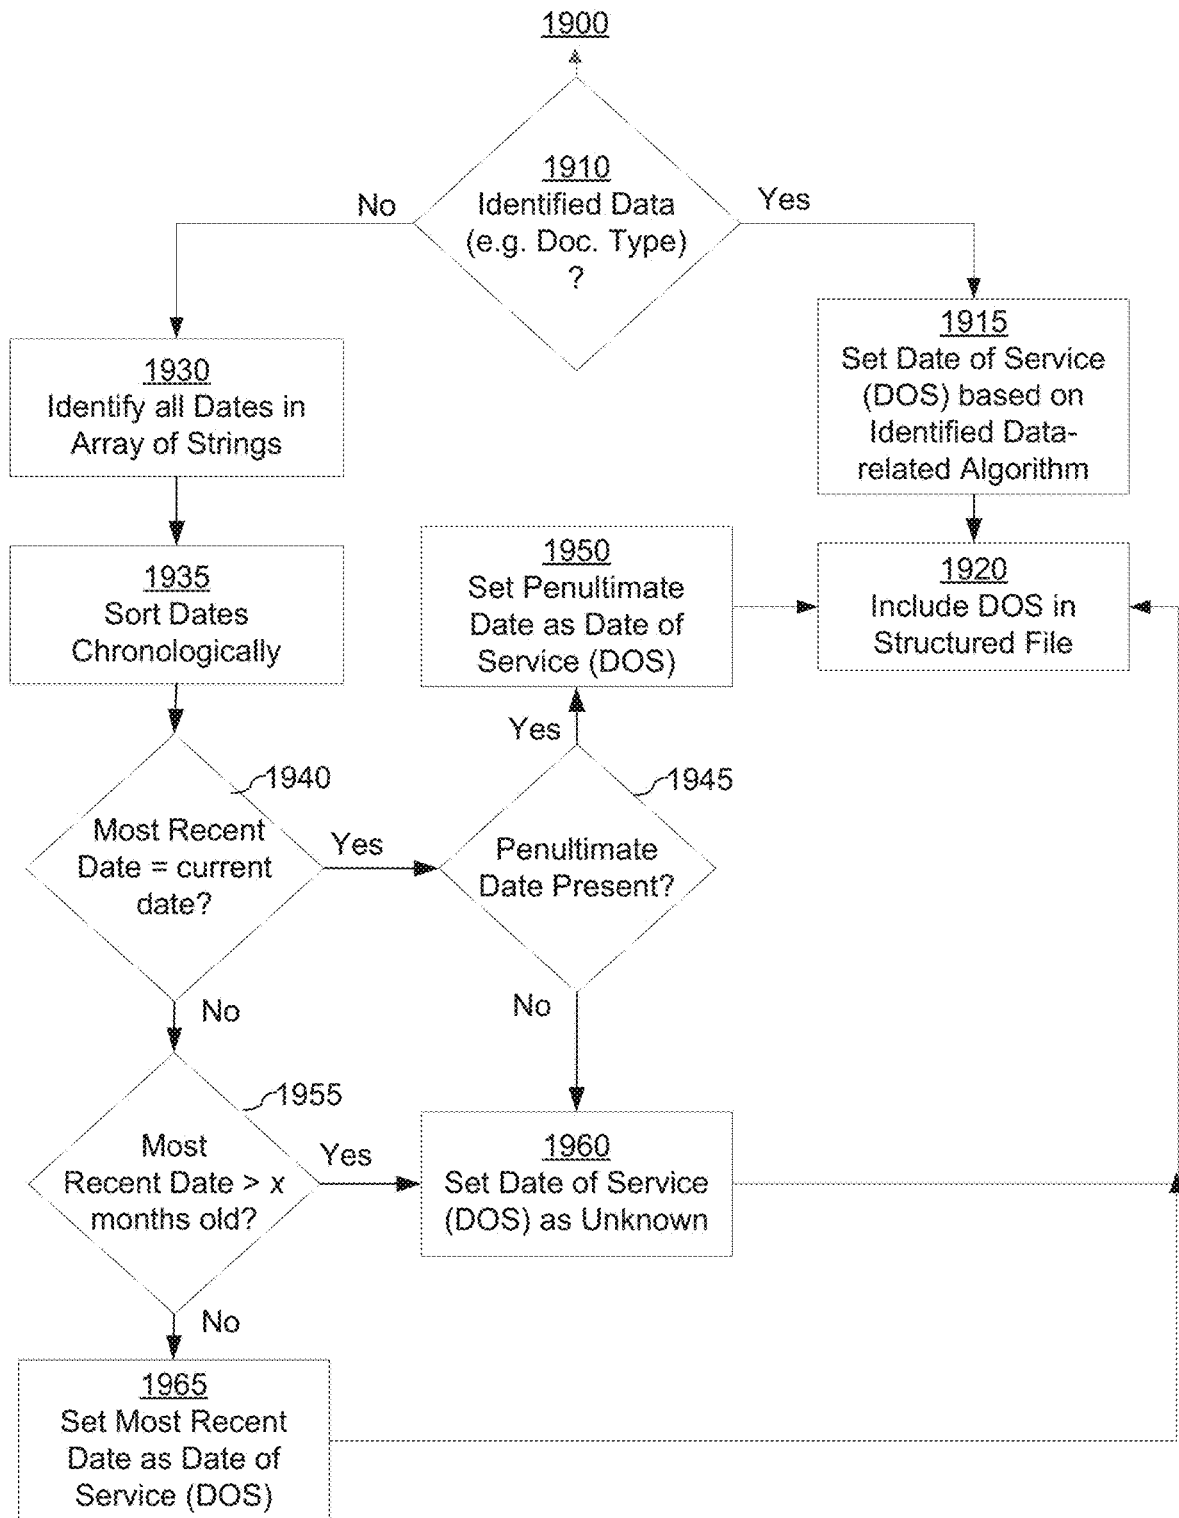 1900
1910
Identified Data
(e.g. Doc. Type)
?
No
Yes
1915
Set Date of Service
(DOS) based on
Identified Data-
related Algorithm
1930
Identify all Dates in
Array of Strings
1950
Set Penultimate
Date as Date of
Service (DOS)
1920
Include DOS in
Structured File
1935
Sort Dates
Chronologically
Yes
1940
Most Recent
Date = current
date?
Yes
1945
Penultimate
Date Present?
No
No
1955
Most
Recent Date > x
months old?
Yes
1960
Set Date of Service
(DOS) as Unknown
No
1965
Set Most Recent
Date as Date of
Service (DOS)